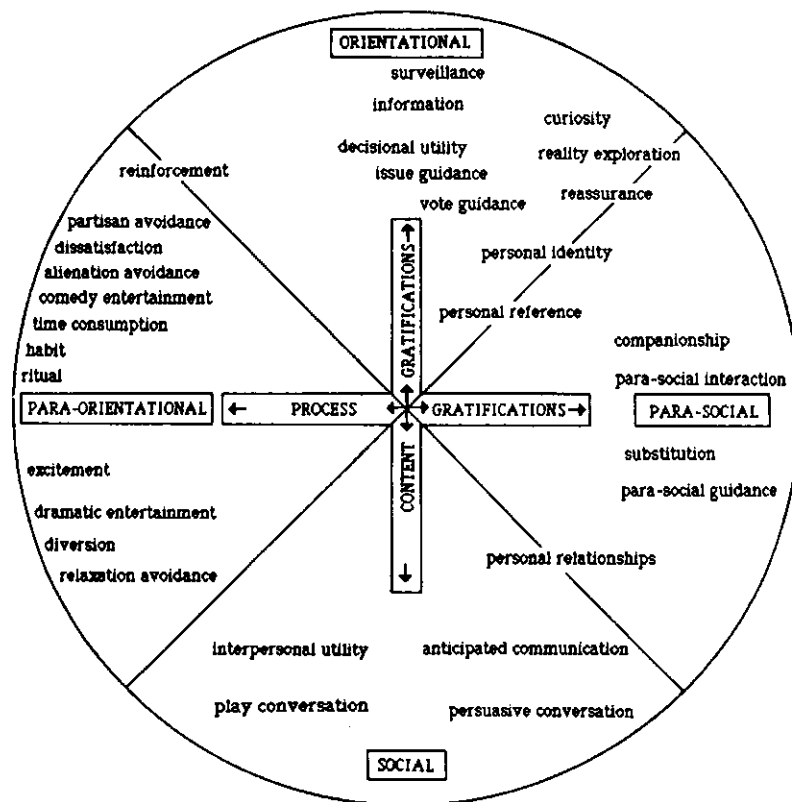 ORIENTATIONAL
surveillance
information
curiosity
decisional utility
reality exploration
reinforcement
issue guidance
reassurance
vote guidance
partisan avoidance
dissatisfaction
personal identity
alienation avoidance
comedy entertainment
personal reference
time consumption
companionship
habit
ritual
para-social interaction
GRATIFICATIONS
PARA-ORIENTATIONAL
PROCESS
GRATIFICATIONS
PARA-SOCIAL
CONTENT
substitution
excitement
para-social guidance
dramatic entertainment
diversion
personal relationships
relaxation avoidance
interpersonal utility
anticipated communication
play conversation
persuasive conversation
SOCIAL